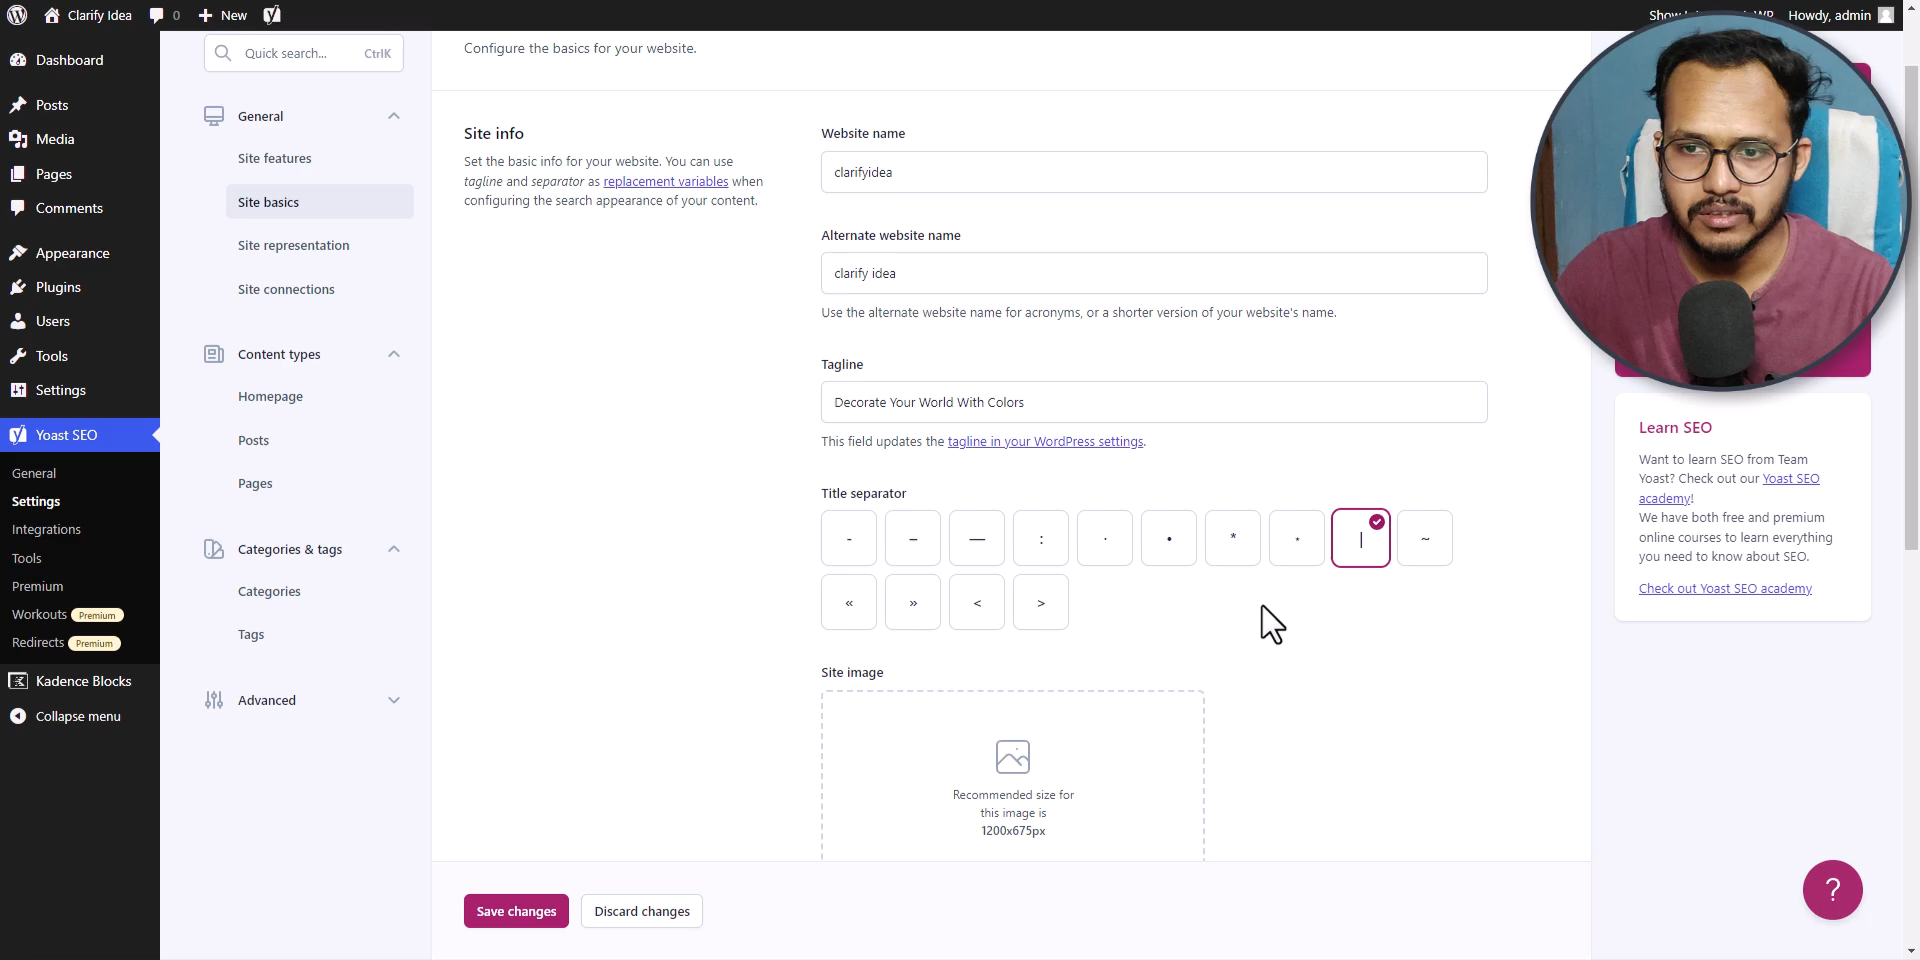 Clarify Idea
0
New
Howdy, admin
Dashboard
Posts
Media
Pages
Comments
Appearance
Plugins
Users
Tools
Settings
Yoast SEO
General
Settings
Integrations
Tools
Premium
Workouts Premium
Redirects Premium
Kadence Blocks
Collapse menu
Quick search... CtrlK
General
Site features
Site basics
Site representation
Site connections
Content types
Homepage
Posts
Pages
Categories & tags
Categories
Tags
Advanced
Configure the basics for your website.
Site info
Set the basic info for your website. You can use
tagline and separator as replacement variables when
configuring the search appearance of your content.
Website name
clarifyidea
Alternate website name
clarify idea
Use the alternate website name for acronyms, or a shorter version of your website's name.
Tagline
Decorate Your World With Colors
This field updates the tagline in your WordPress settings.
Title separator
- – — : · • * ⋆ | ~
« » < >
Site image
Recommended size for
this image is
1200x675px
Save changes Discard changes
Learn SEO
Want to learn SEO from Team
Yoast? Check out our Yoast SEO
academy!
We have both free and premium
online courses to learn everything
you need to know about SEO.
Check out Yoast SEO academy
?